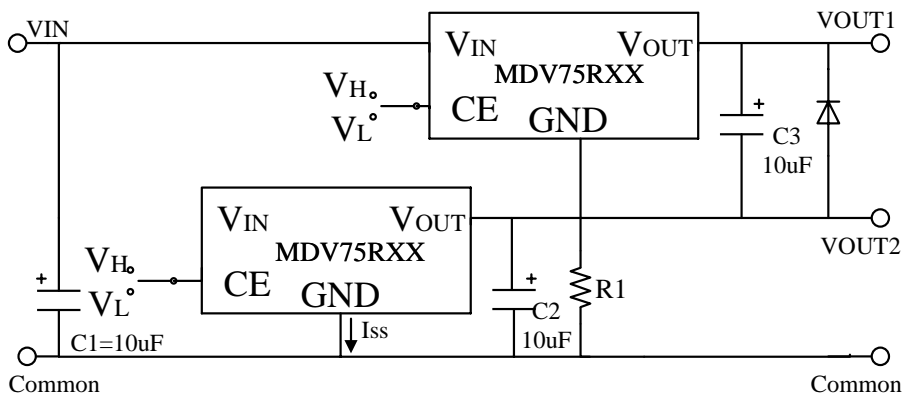 VIN
VOUT1
VIN
VOUT
MDV75RXX
CE
GND
VH
VL
C3
10uF
VIN
VOUT
MDV75RXX
CE
GND
VH
VL
VOUT2
C1=10uF
Iss
C2
10uF
R1
Common
Common